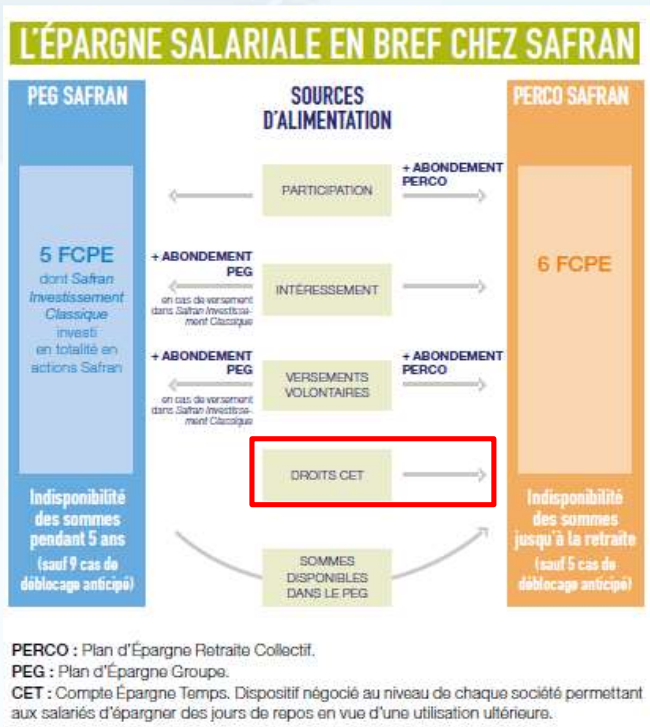 L'ÉPARGNE SALARIALE EN BREF CHEZ SAFRAN
PEG SAFRAN
SOURCES
D'ALIMENTATION
PERCO SAFRAN
PARTICIPATION
+ ABONDEMENT
PERCO
5 FCPE
dont Safran
Investissement
Classique
investi
en totalité en
actions Safran
+ ABONDEMENT
PEG
en cas de versement
dans Safran Investisse-
ment Classique
INTÉRESSEMENT
6 FCPE
+ ABONDEMENT
PEG
en cas de versement
dans Safran Investisse-
ment Classique
VERSEMENTS
VOLONTAIRES
+ ABONDEMENT
PERCO
DROITS CET
Indisponibilité
des sommes
pendant 5 ans
(sauf 9 cas de
déblocage anticipé)
SOMMES
DISPONIBLES
DANS LE PEG
Indisponibilité
des sommes
jusqu'à la retraite
(sauf 5 cas de
déblocage anticipé)
PERCO : Plan d'Épargne Retraite Collectif.
PEG : Plan d'Épargne Groupe.
CET : Compte Épargne Temps. Dispositif négocié au niveau de chaque société permettant
aux salariés d'épargner des jours de repos en vue d'une utilisation ultérieure.